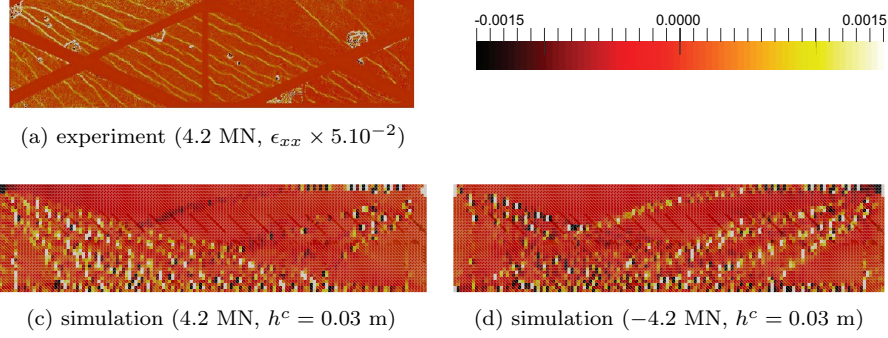 -0.0015 0.0000 0.0015
(a) experiment (4.2 MN, ϵxx × 5.10−2)
(c) simulation (4.2 MN, hc = 0.03 m)
(d) simulation (−4.2 MN, hc = 0.03 m)